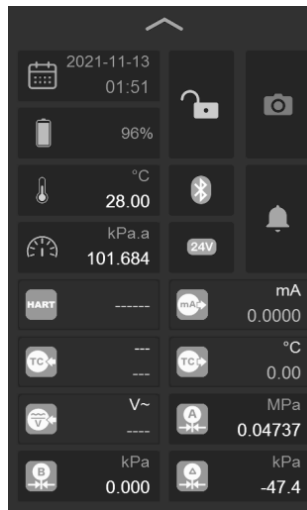 2021-11-13
01:51
96%
°C
28.00
kPa.a
101.684
24V
HART
------
mA
mA
0.0000
TC
---
---
TC
°C
0.00
V
V~
----
A
MPa
0.04737
B
kPa
0.000
Δ
kPa
-47.4